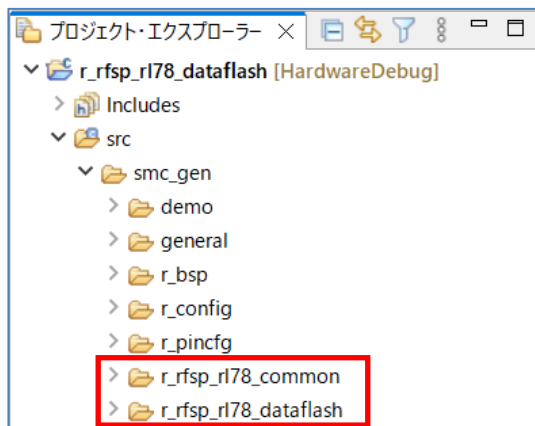 プロジェクト・エクスプローラー
r_rfsp_rl78_dataflash [HardwareDebug]
Includes
src
smc_gen
demo
general
r_bsp
r_config
r_pincfg
r_rfsp_rl78_common
r_rfsp_rl78_dataflash